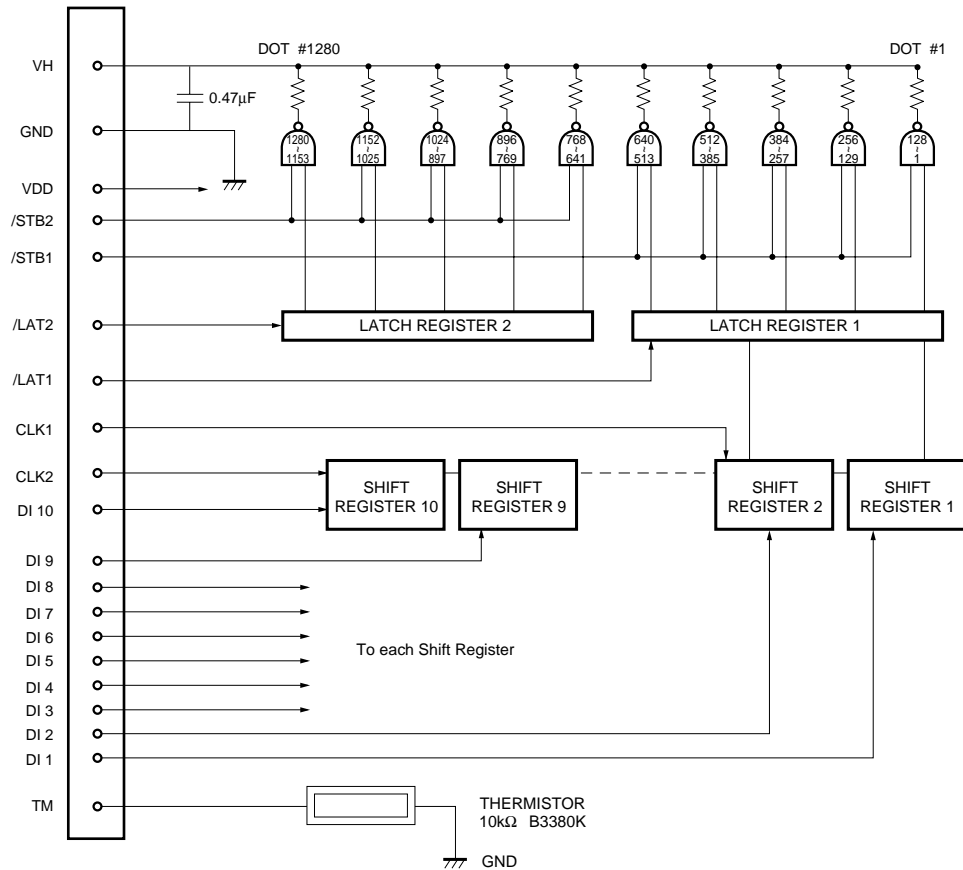 DOT #1280
DOT #1
VH
0.47μF
GND
1280
~
1153
1152
~
1025
1024
~
897
896
~
769
768
~
641
640
~
513
512
~
385
384
~
257
256
~
129
128
~
1
VDD
/STB2
/STB1
/LAT2
LATCH REGISTER 2
LATCH REGISTER 1
/LAT1
CLK1
CLK2
SHIFT
REGISTER 10
SHIFT
REGISTER 9
SHIFT
REGISTER 2
SHIFT
REGISTER 1
DI 10
DI 9
DI 8
DI 7
DI 6
To each Shift Register
DI 5
DI 4
DI 3
DI 2
DI 1
TM
THERMISTOR
10kΩ B3380K
GND